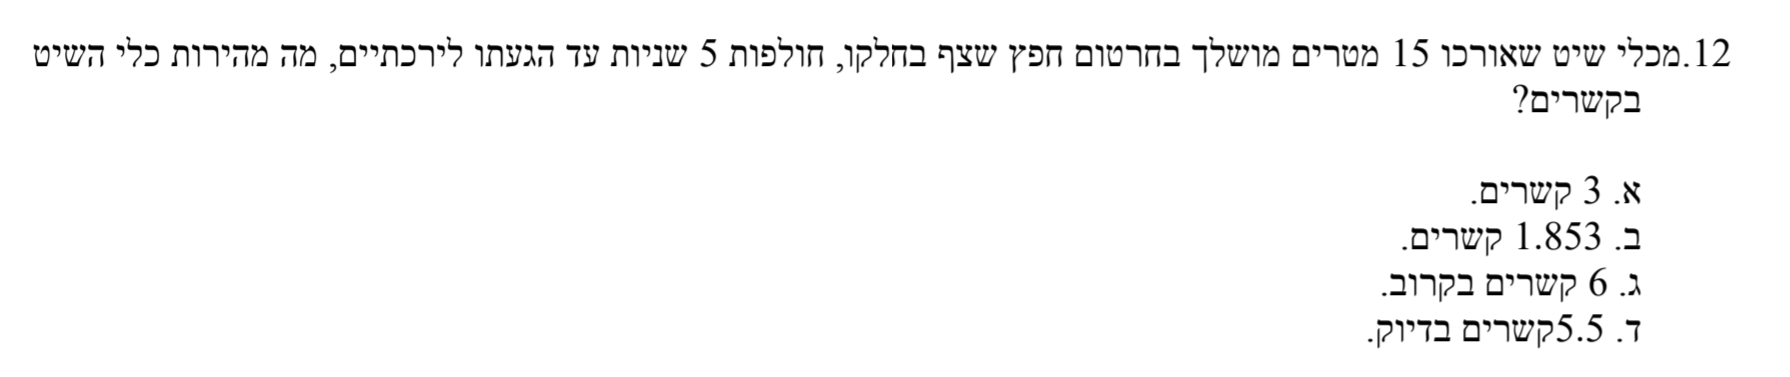 12.מכלי שיט שאורכו 15 מטרים מושלך בחרטום חפץ שצף בחלקו, חולפות 5 שניות עד הגעתו לירכתיים, מה מהירות כלי השיט
בקשרים?
א. 3 קשרים.
ב. 1.853 קשרים.
ג. 6 קשרים בקרוב.
ד. 5.5קשרים בדיוק.